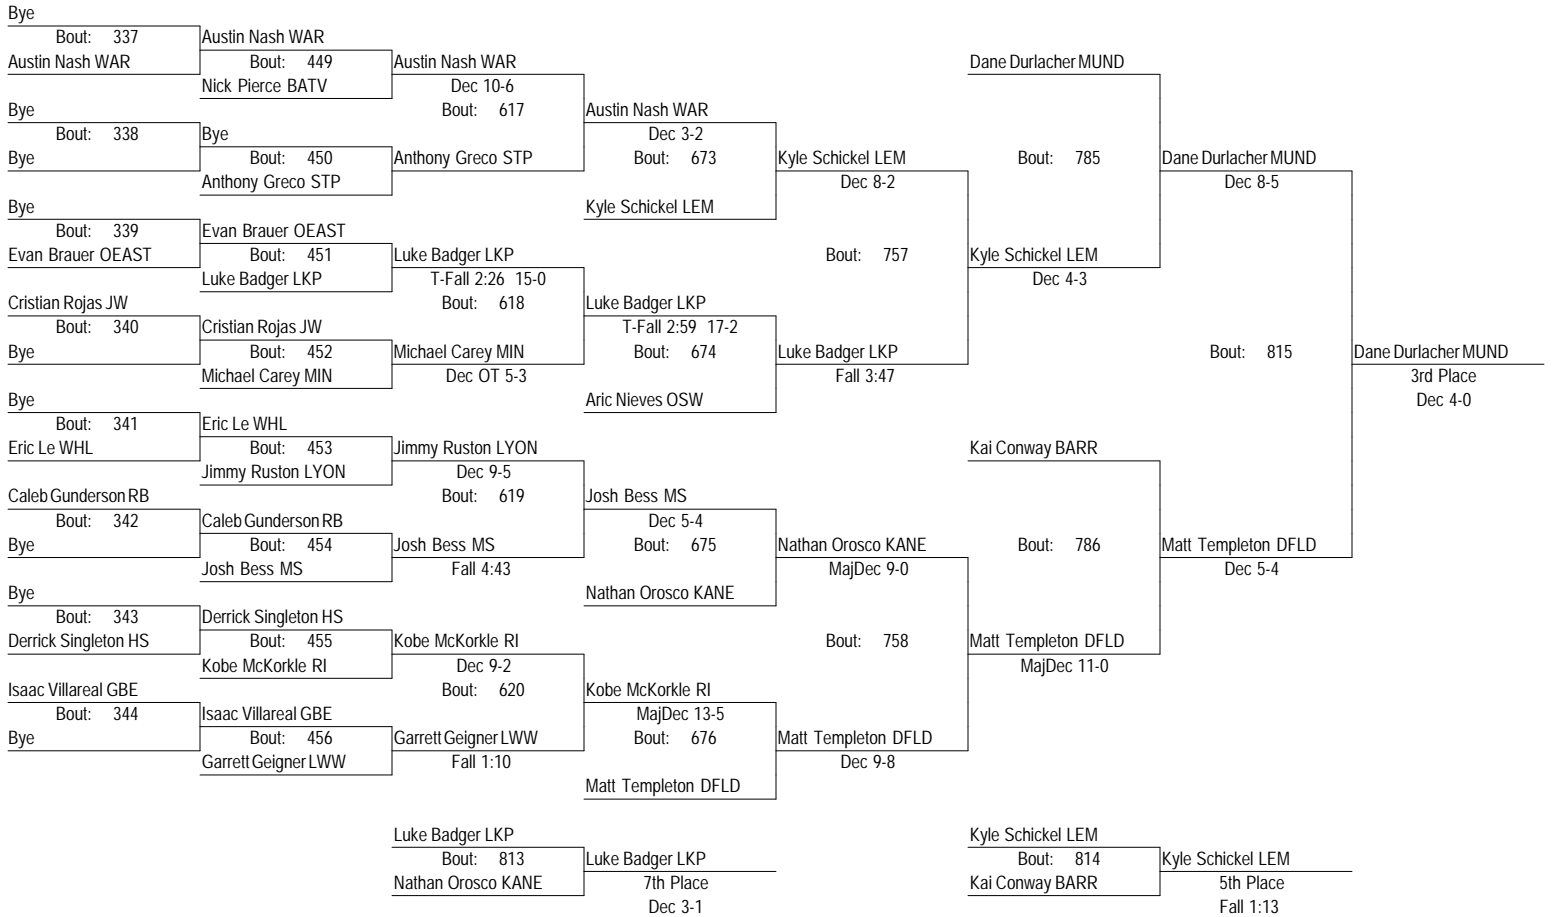 Bye
Bout: 337
Austin Nash WAR
Bye
Bout: 338
Bye
Bye
Bout: 339
Evan Brauer OEAST
Cristian Rojas JW
Bout: 340
Bye
Bye
Bout: 341
Eric Le WHL
Caleb Gunderson RB
Bout: 342
Bye
Bye
Bout: 343
Derrick Singleton HS
Isaac Villareal GBE
Bout: 344
Bye
Austin Nash WAR
Bout: 449
Nick Pierce BATV
Bye
Bout: 450
Anthony Greco STP
Evan Brauer OEAST
Bout: 451
Luke Badger LKP
Cristian Rojas JW
Bout: 452
Michael Carey MIN
Eric Le WHL
Bout: 453
Jimmy Ruston LYON
Caleb Gunderson RB
Bout: 454
Josh Bess MS
Derrick Singleton HS
Bout: 455
Kobe McKorkle RI
Isaac Villareal GBE
Bout: 456
Garrett Geigner LWW
Austin Nash WAR
Dec 10-6
Bout: 617
Anthony Greco STP
Luke Badger LKP
T-Fall 2:26 15-0
Bout: 618
Michael Carey MIN
Dec OT 5-3
Jimmy Ruston LYON
Dec 9-5
Bout: 619
Josh Bess MS
Fall 4:43
Kobe McKorkle RI
Dec 9-2
Bout: 620
Garrett Geigner LWW
Fall 1:10
Austin Nash WAR
Dec 3-2
Bout: 673
Kyle Schickel LEM
Luke Badger LKP
T-Fall 2:59 17-2
Bout: 674
Aric Nieves OSW
Josh Bess MS
Dec 5-4
Bout: 675
Nathan Orosco KANE
Kobe McKorkle RI
MajDec 13-5
Bout: 676
Matt Templeton DFLD
Kyle Schickel LEM
Dec 8-2
Bout: 757
Luke Badger LKP
Fall 3:47
Nathan Orosco KANE
MajDec 9-0
Bout: 758
Matt Templeton DFLD
Dec 9-8
Dane Durlacher MUND
Bout: 785
Kyle Schickel LEM
Dec 4-3
Kai Conway BARR
Bout: 786
Matt Templeton DFLD
MajDec 11-0
Dane Durlacher MUND
Dec 8-5
Bout: 815
Matt Templeton DFLD
Dec 5-4
Dane Durlacher MUND
3rd Place
Dec 4-0
Luke Badger LKP
Bout: 813
Nathan Orosco KANE
Luke Badger LKP
7th Place
Dec 3-1
Kyle Schickel LEM
Bout: 814
Kai Conway BARR
Kyle Schickel LEM
5th Place
Fall 1:13